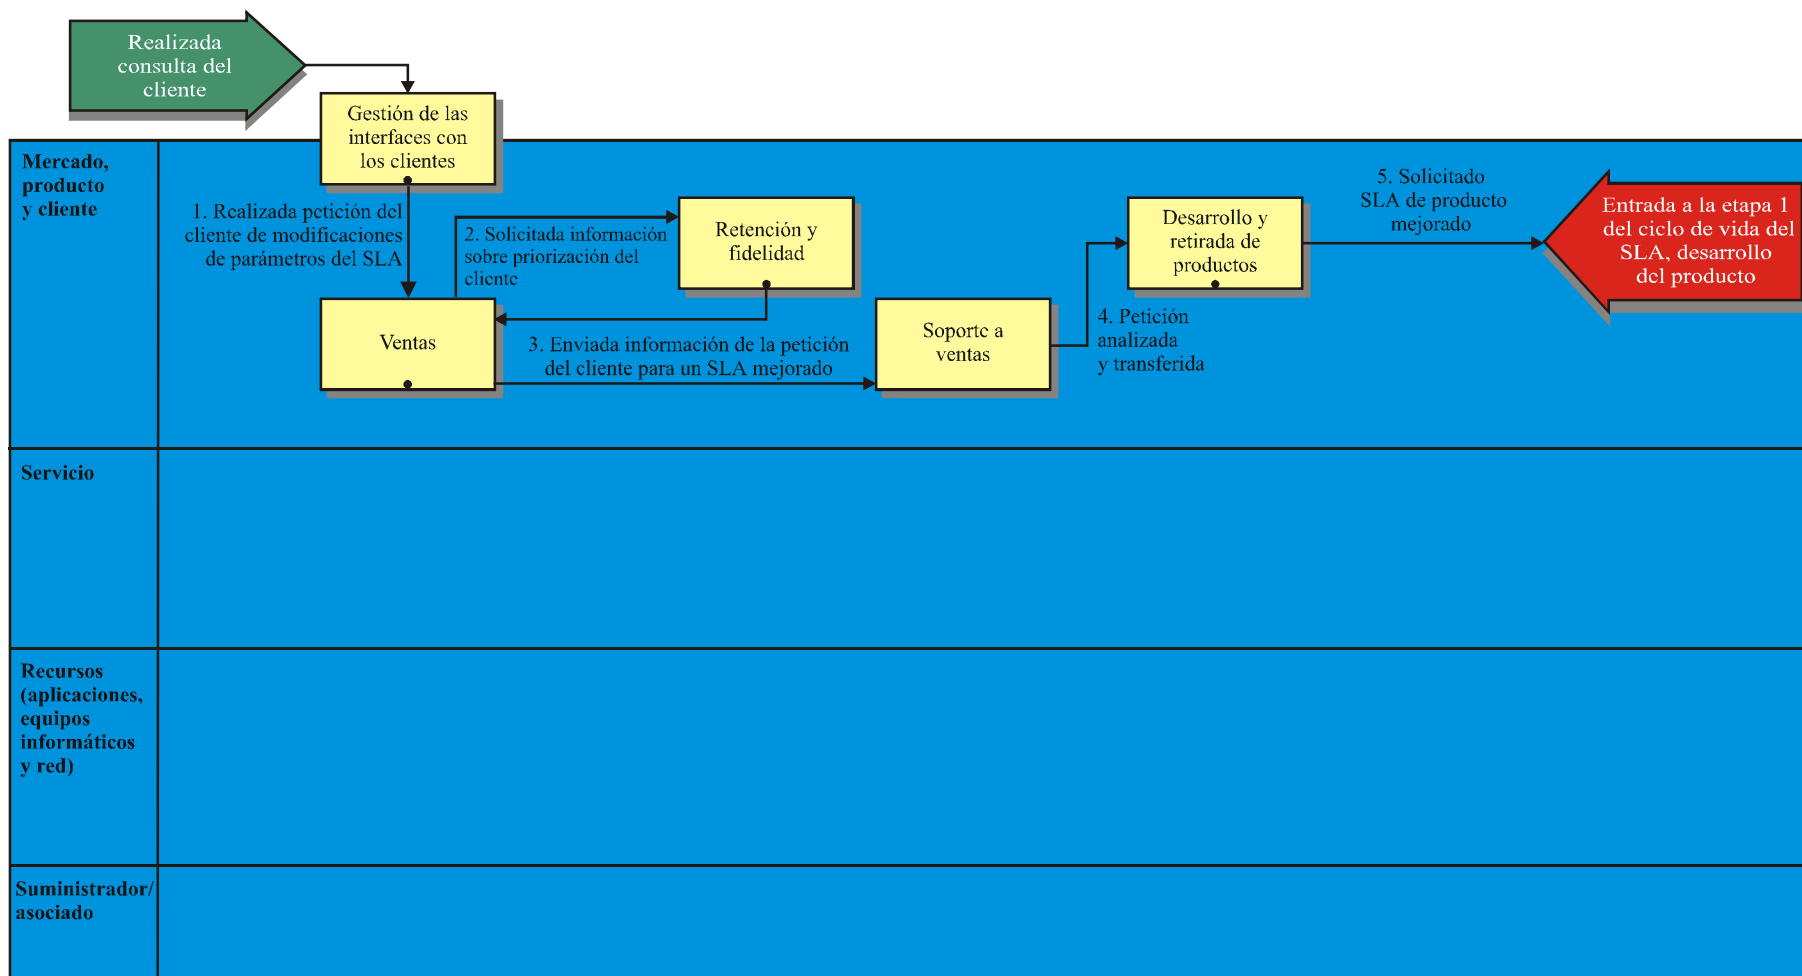 Realizada
consulta del
cliente
Gestión de las
interfaces con
los clientes
Mercado,
producto
y cliente
1. Realizada petición del
cliente de modificaciones
de parámetros del SLA
2. Solicitada información
sobre priorización del
cliente
Retención y
fidelidad
Desarrollo y
retirada de
productos
5. Solicitado
SLA de producto
mejorado
Entrada a la etapa 1
del ciclo de vida del
SLA, desarrollo
del producto
Ventas
3. Enviada información de la petición
del cliente para un SLA mejorado
Soporte a
ventas
4. Petición
analizada
y transferida
Servicio
Recursos
(aplicaciones,
equipos
informáticos
y red)
Suministrador/
asociado